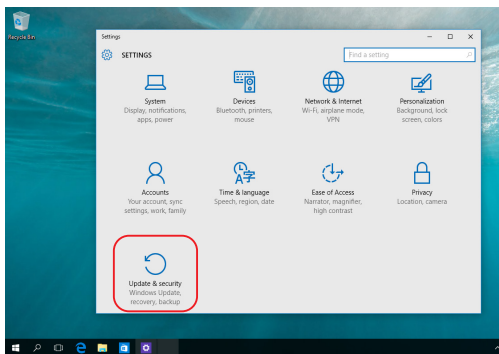 Recycle Bin
Settings
SETTINGS
Find a setting
System
Display, notifications,
apps, power
Devices
Bluetooth, printers,
mouse
Network & Internet
Wi-Fi, airplane mode,
VPN
Personalization
Background, lock
screen, colors
Accounts
Your account, sync
settings, work, family
Time & language
Speech, region, date
Ease of Access
Narrator, magnifier,
high contrast
Privacy
Location, camera
Update & security
Windows Update,
recovery, backup